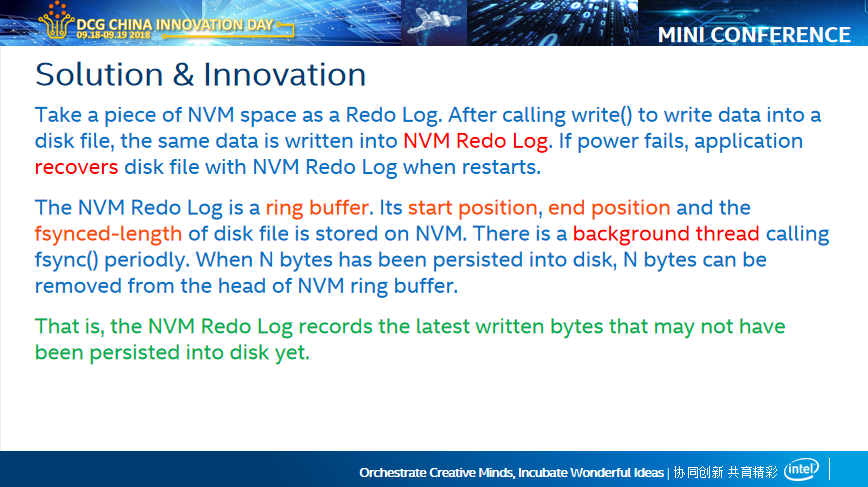 DCG CHINA INNOVATION DAY
09.18-09.19 2018
MINI CONFERENCE
Solution & Innovation
Take a piece of NVM space as a Redo Log. After calling write() to write data into a
disk file, the same data is written into NVM Redo Log. If power fails, application
recovers disk file with NVM Redo Log when restarts.
The NVM Redo Log is a ring buffer. Its start position, end position and the
fsynced-length of disk file is stored on NVM. There is a background thread calling
fsync() periodly. When N bytes has been persisted into disk, N bytes can be
removed from the head of NVM ring buffer.
That is, the NVM Redo Log records the latest written bytes that may not have
been persisted into disk yet.
Orchestrate Creative Minds, Incubate Wonderful Ideas | 协同创新 共育精彩 intel